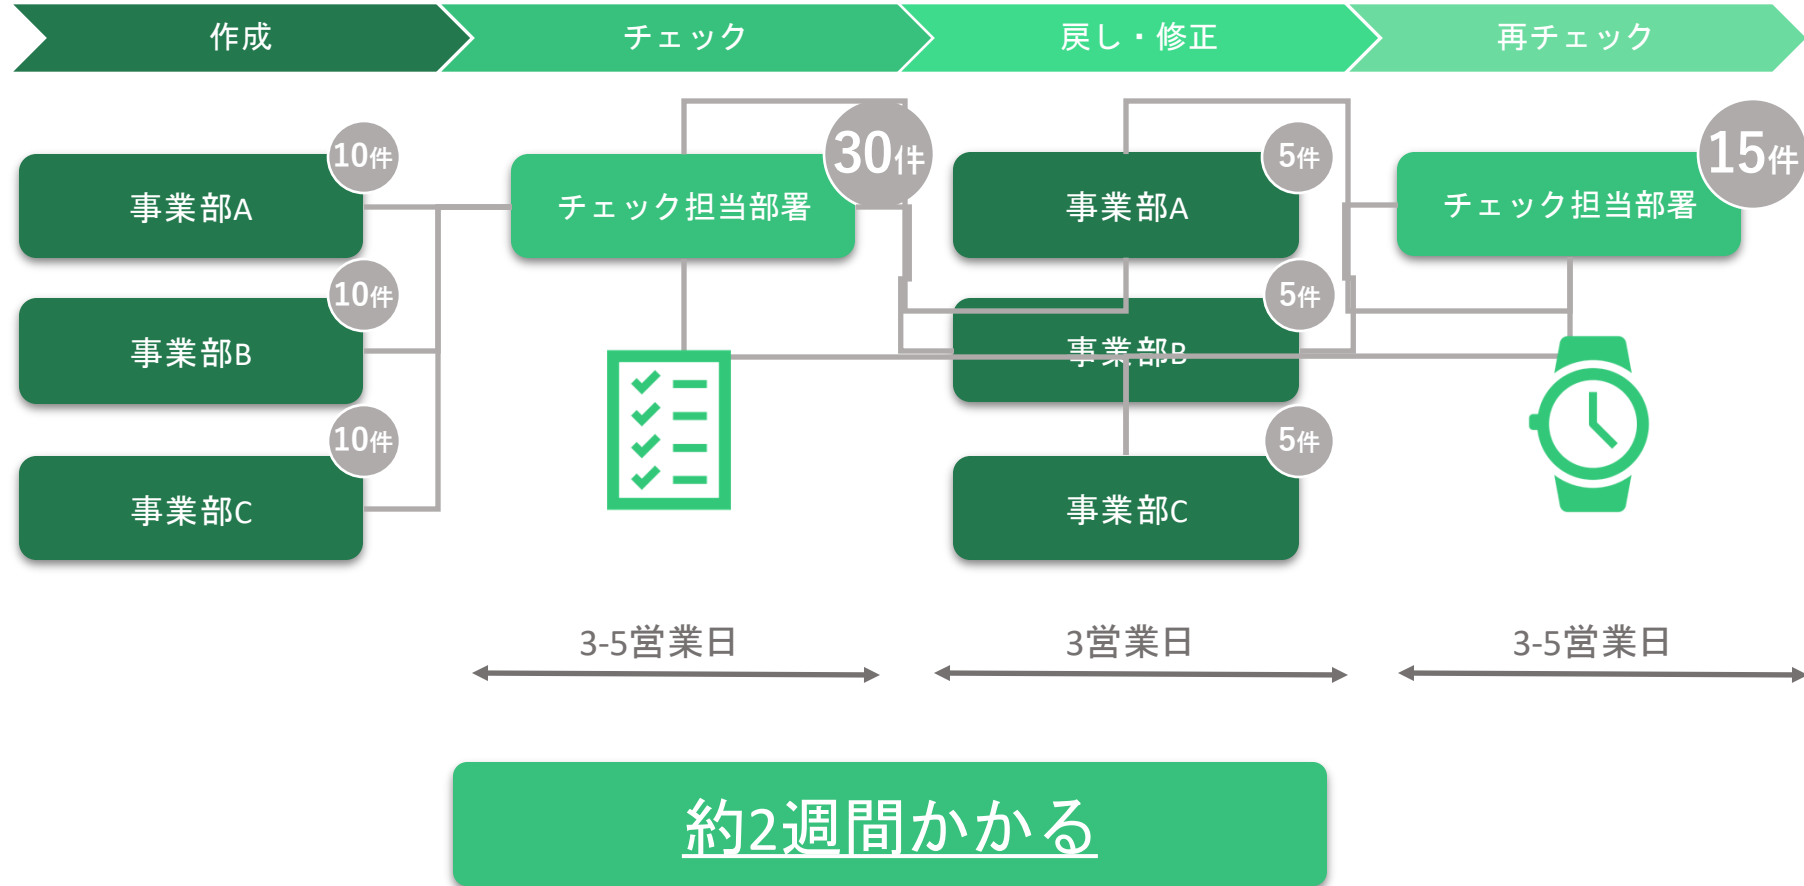 作成
チェック
戻し・修正
再チェック
10件
事業部A
10件
事業部B
10件
事業部C
30件
チェック担当部署
5件
事業部A
5件
事業部B
5件
事業部C
15件
チェック担当部署
3-5営業日
3営業日
3-5営業日
約2週間かかる